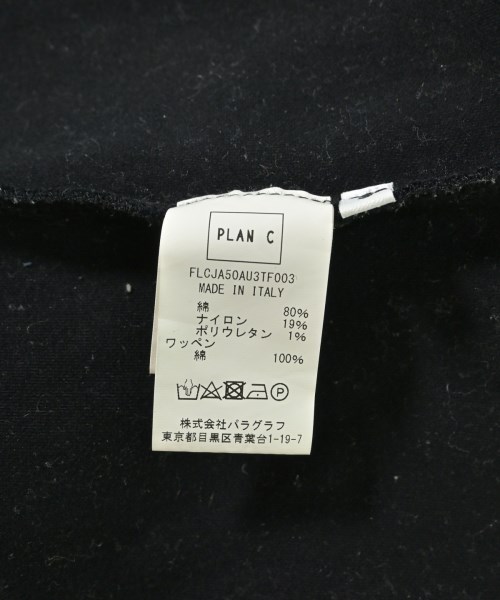 PLAN C
FLCJA50AU3TF003
MADE IN ITALY
綿 80%
ナイロン 19%
ポリウレタン 1%
ワッペン
綿 100%
P
株式会社パラグラフ
東京都目黒区青葉台1-19-7